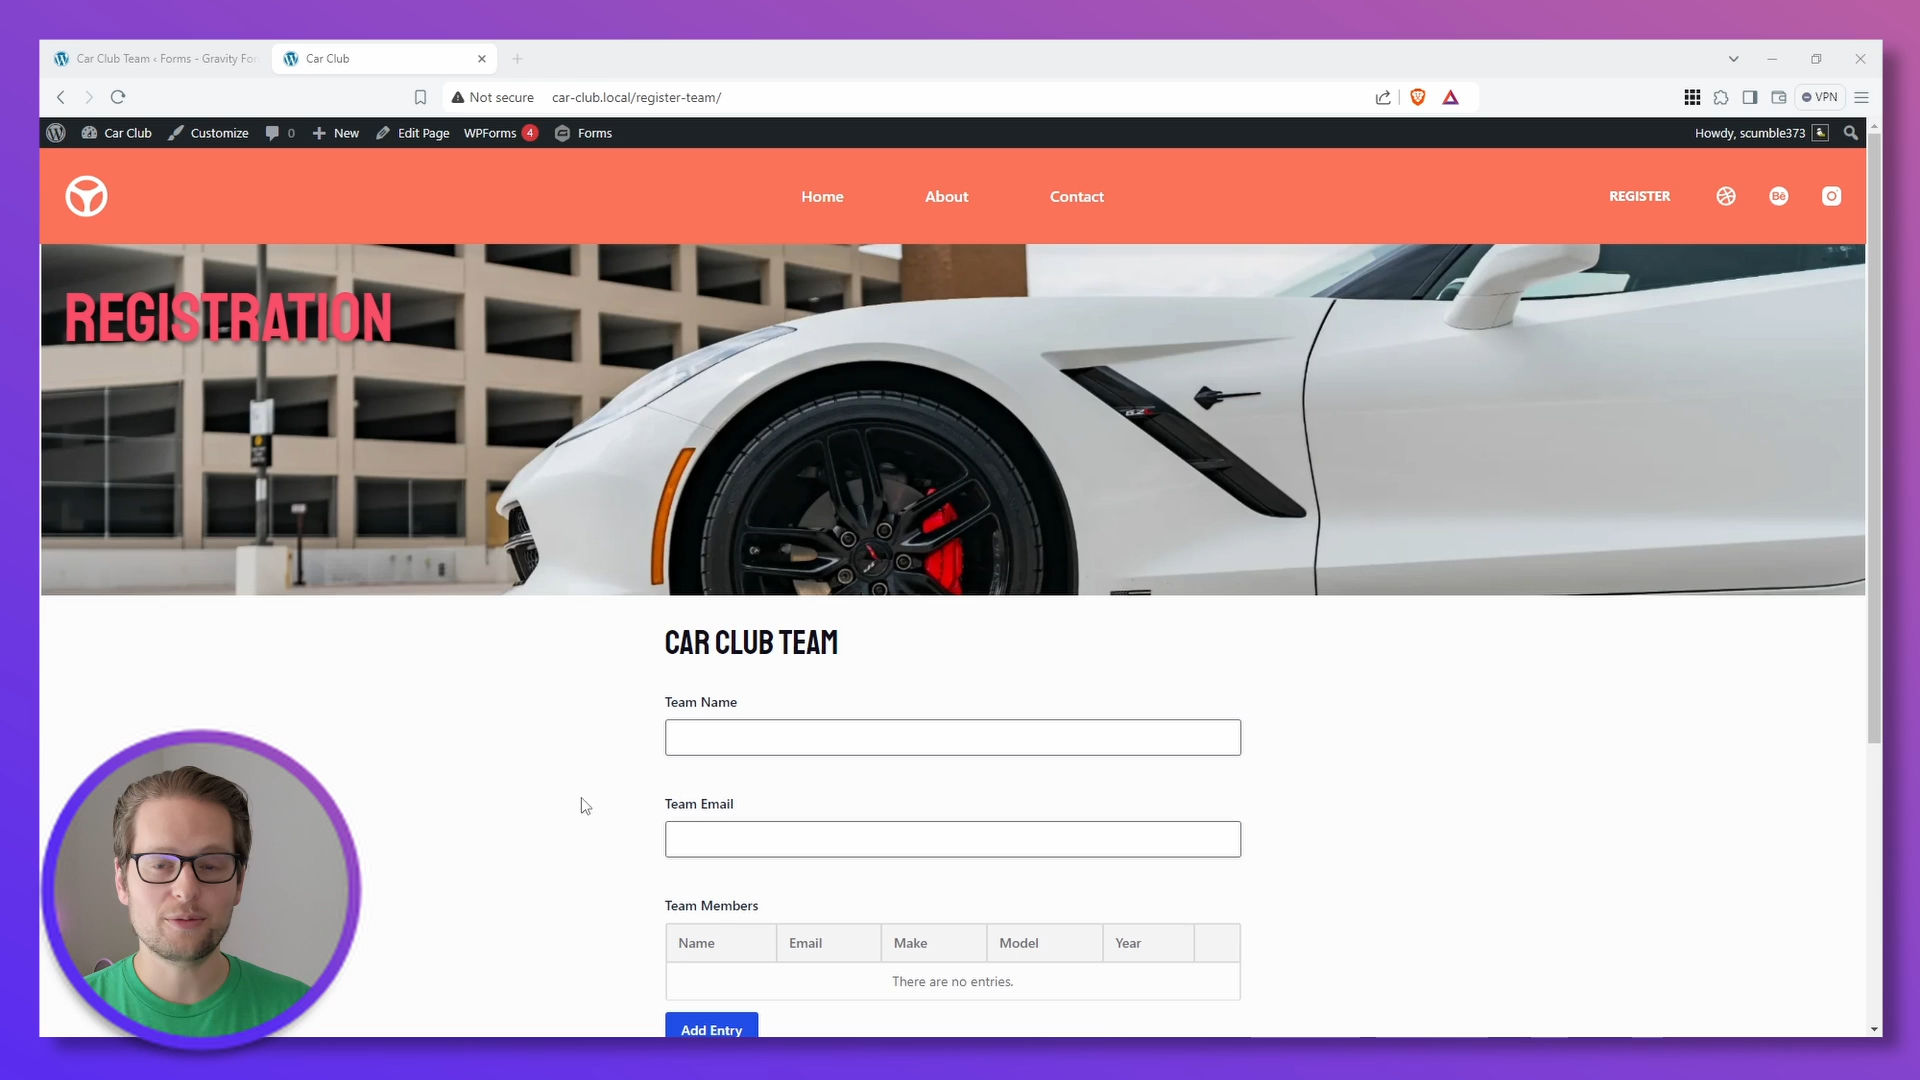 Car Club Team ‹ Forms - Gravity For
Car Club
Not secure car-club.local/register-team/
VPN
Car Club
Customize
0
New
Edit Page
WPForms 4
Forms
Howdy, scumble373
Home
About
Contact
REGISTER
Bē
REGISTRATION
CAR CLUB TEAM
Team Name
Team Email
Team Members
Name Email Make Model Year
There are no entries.
Add Entry